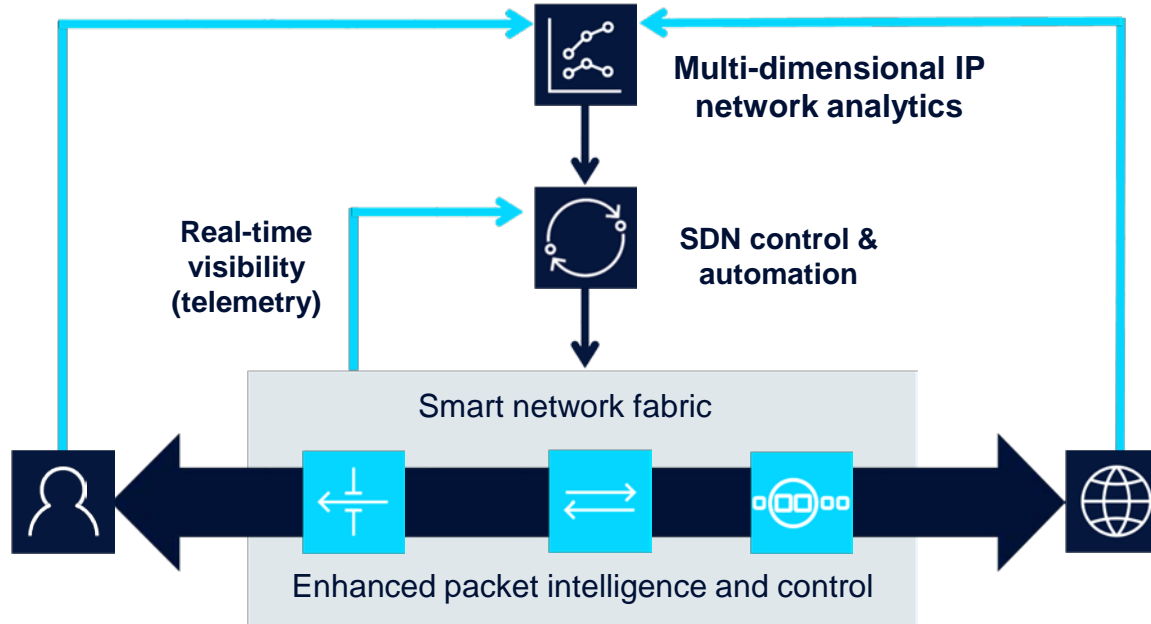 Multi-dimensional IP
network analytics
Real-time
visibility
(telemetry)
SDN control &
automation
Smart network fabric
Enhanced packet intelligence and control